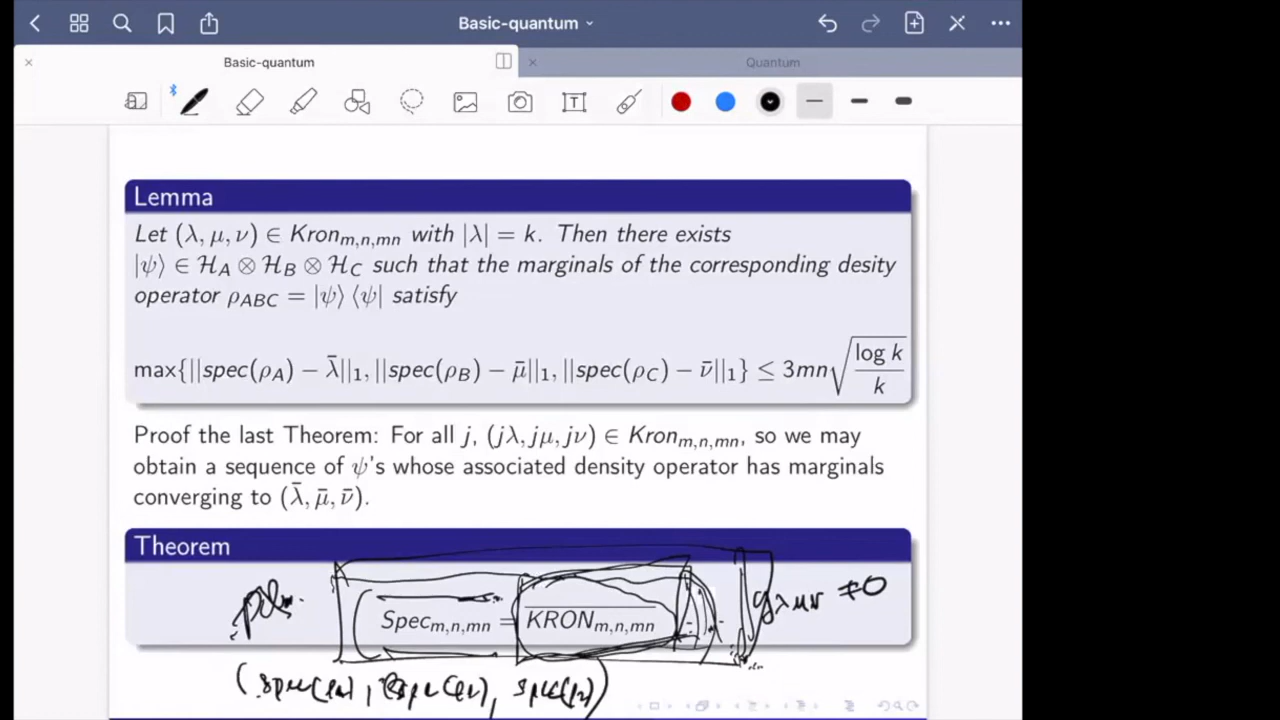 Basic-quantum
Basic-quantum
Quantum
Lemma
Let (λ, μ, ν) ∈ Kron_{m,n,mn} with |λ| = k. Then there exists
|ψ⟩ ∈ H_A ⊗ H_B ⊗ H_C such that the marginals of the corresponding desity
operator ρ_{ABC} = |ψ⟩ ⟨ψ| satisfy
max{||spec(ρ_A) − λ̄||_1, ||spec(ρ_B) − μ̄||_1, ||spec(ρ_C) − ν̄||_1} ≤ 3mn√(log k / k)
Proof the last Theorem: For all j, (jλ, jμ, jν) ∈ Kron_{m,n,mn}, so we may
obtain a sequence of ψ's whose associated density operator has marginals
converging to (λ̄, μ̄, ν̄).
Theorem
Spec_{m,n,mn} = \overline{KRON_{m,n,mn}}
g_{λμν} ≠ 0